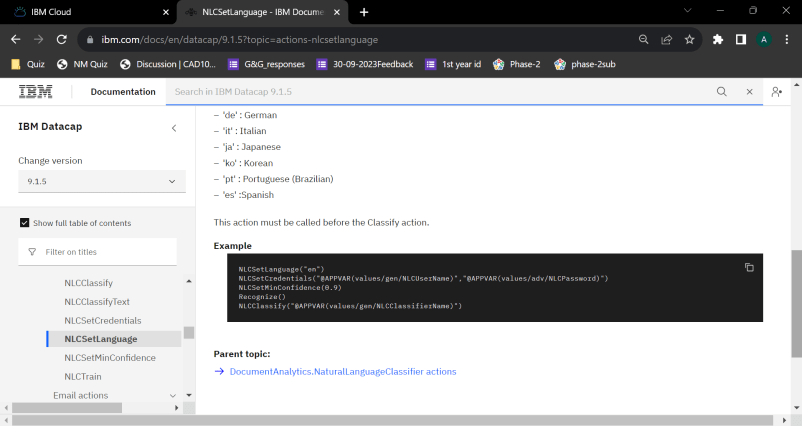 IBM Cloud
NLCSetLanguage - IBM Docume
ibm.com/docs/en/datacap/9.1.5?topic=actions-nlcsetlanguage
A
Quiz
NM Quiz
Discussion | CAD10...
G&G_responses
30-09-2023Feedback
1st year id
Phase-2
phase-2sub
IBM
Documentation
Search in IBM Datacap 9.1.5
IBM Datacap
Change version
9.1.5
Show full table of contents
Filter on titles
NLCClassify
NLCClassifyText
NLCSetCredentials
NLCSetLanguage
NLCSetMinConfidence
NLCTrain
Email actions
– 'de' : German
– 'it' : Italian
– 'ja' : Japanese
– 'ko' : Korean
– 'pt' : Portuguese (Brazilian)
– 'es' :Spanish
This action must be called before the Classify action.
Example
NLCSetLanguage("en")
NLCSetCredentials("@APPVAR(values/gen/NLCUserName)","@APPVAR(values/adv/NLCPassword)")
NLCSetMinConfidence(0.9)
Recognize()
NLCClassify("@APPVAR(values/gen/NLCClassifierName)")
Parent topic:
→ DocumentAnalytics.NaturalLanguageClassifier actions